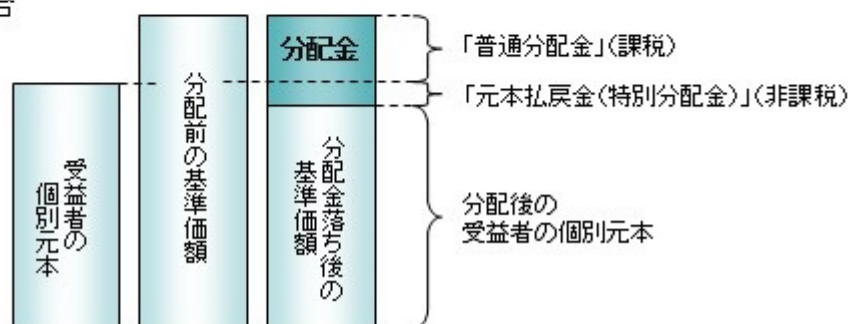 合
受益者の
個別元本
分配前の基準価額
分配金
分配金落ち後の
基準価額
「普通分配金」(課税)
「元本払戻金(特別分配金)」(非課税)
分配後の
受益者の個別元本